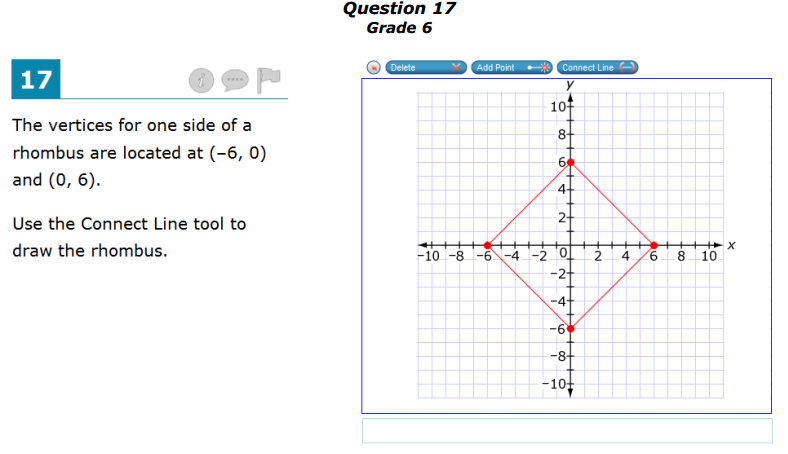 Question 17
Grade 6
17
The vertices for one side of a
rhombus are located at (−6, 0)
and (0, 6).
Use the Connect Line tool to
draw the rhombus.
Delete Add Point Connect Line
y
10
8
6
4
2
−10 −8 −6 −4 −2 0 2 4 6 8 10 x
−2
−4
−6
−8
−10